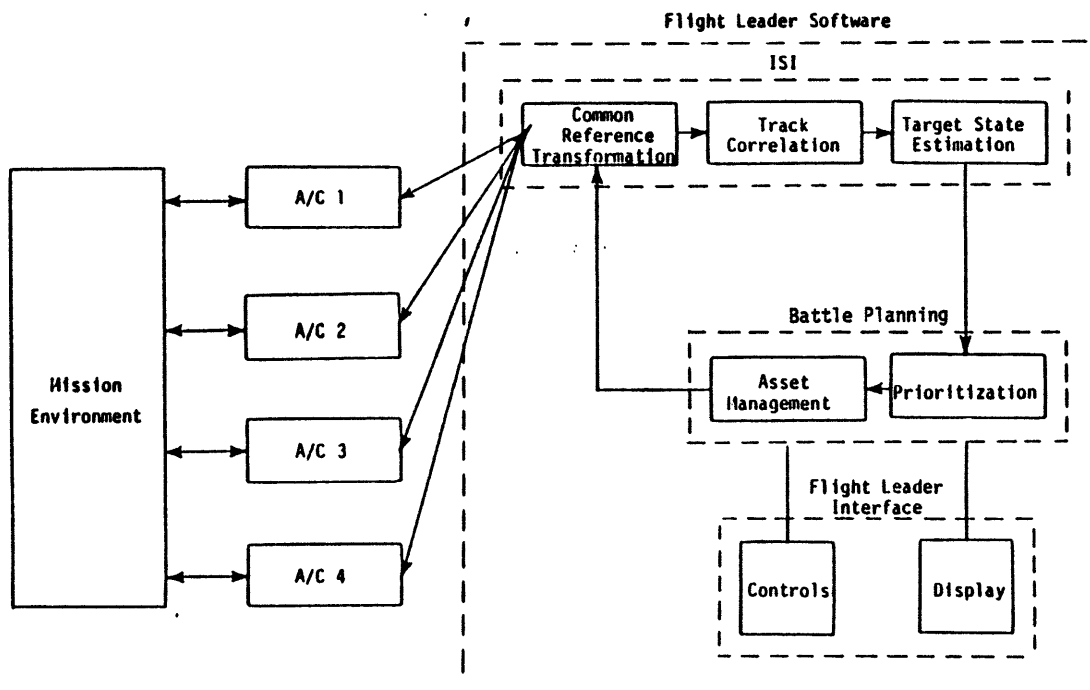 Flight Leader Software
ISI
Common
Reference
Transformation
Track
Correlation
Target State
Estimation
A/C 1
A/C 2
A/C 3
A/C 4
Mission
Environment
Battle Planning
Asset
Management
Prioritization
Flight Leader
Interface
Controls
Display